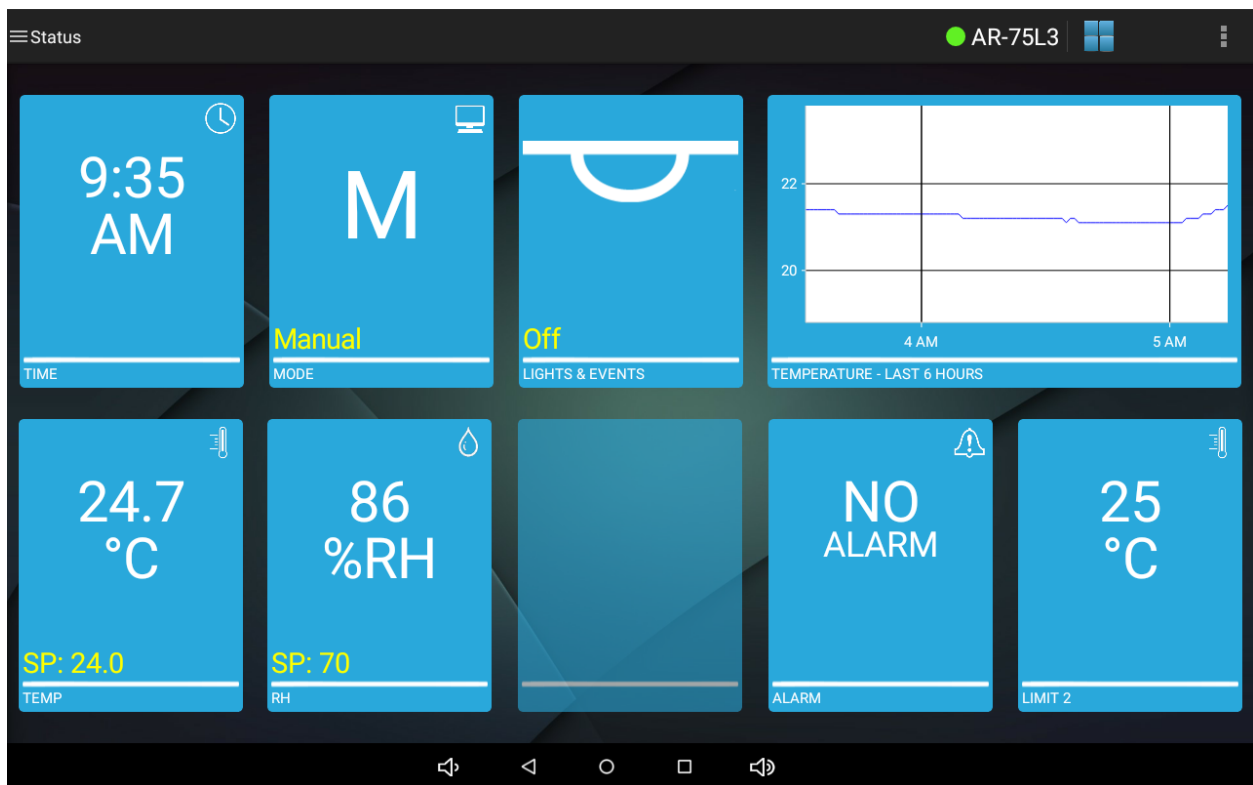 Status
AR-75L3
9:35
AM
TIME
M
Manual
MODE
Off
LIGHTS & EVENTS
22
20
4 AM
5 AM
TEMPERATURE - LAST 6 HOURS
24.7
°C
SP: 24.0
TEMP
86
%RH
SP: 70
RH
NO
ALARM
ALARM
25
°C
LIMIT 2